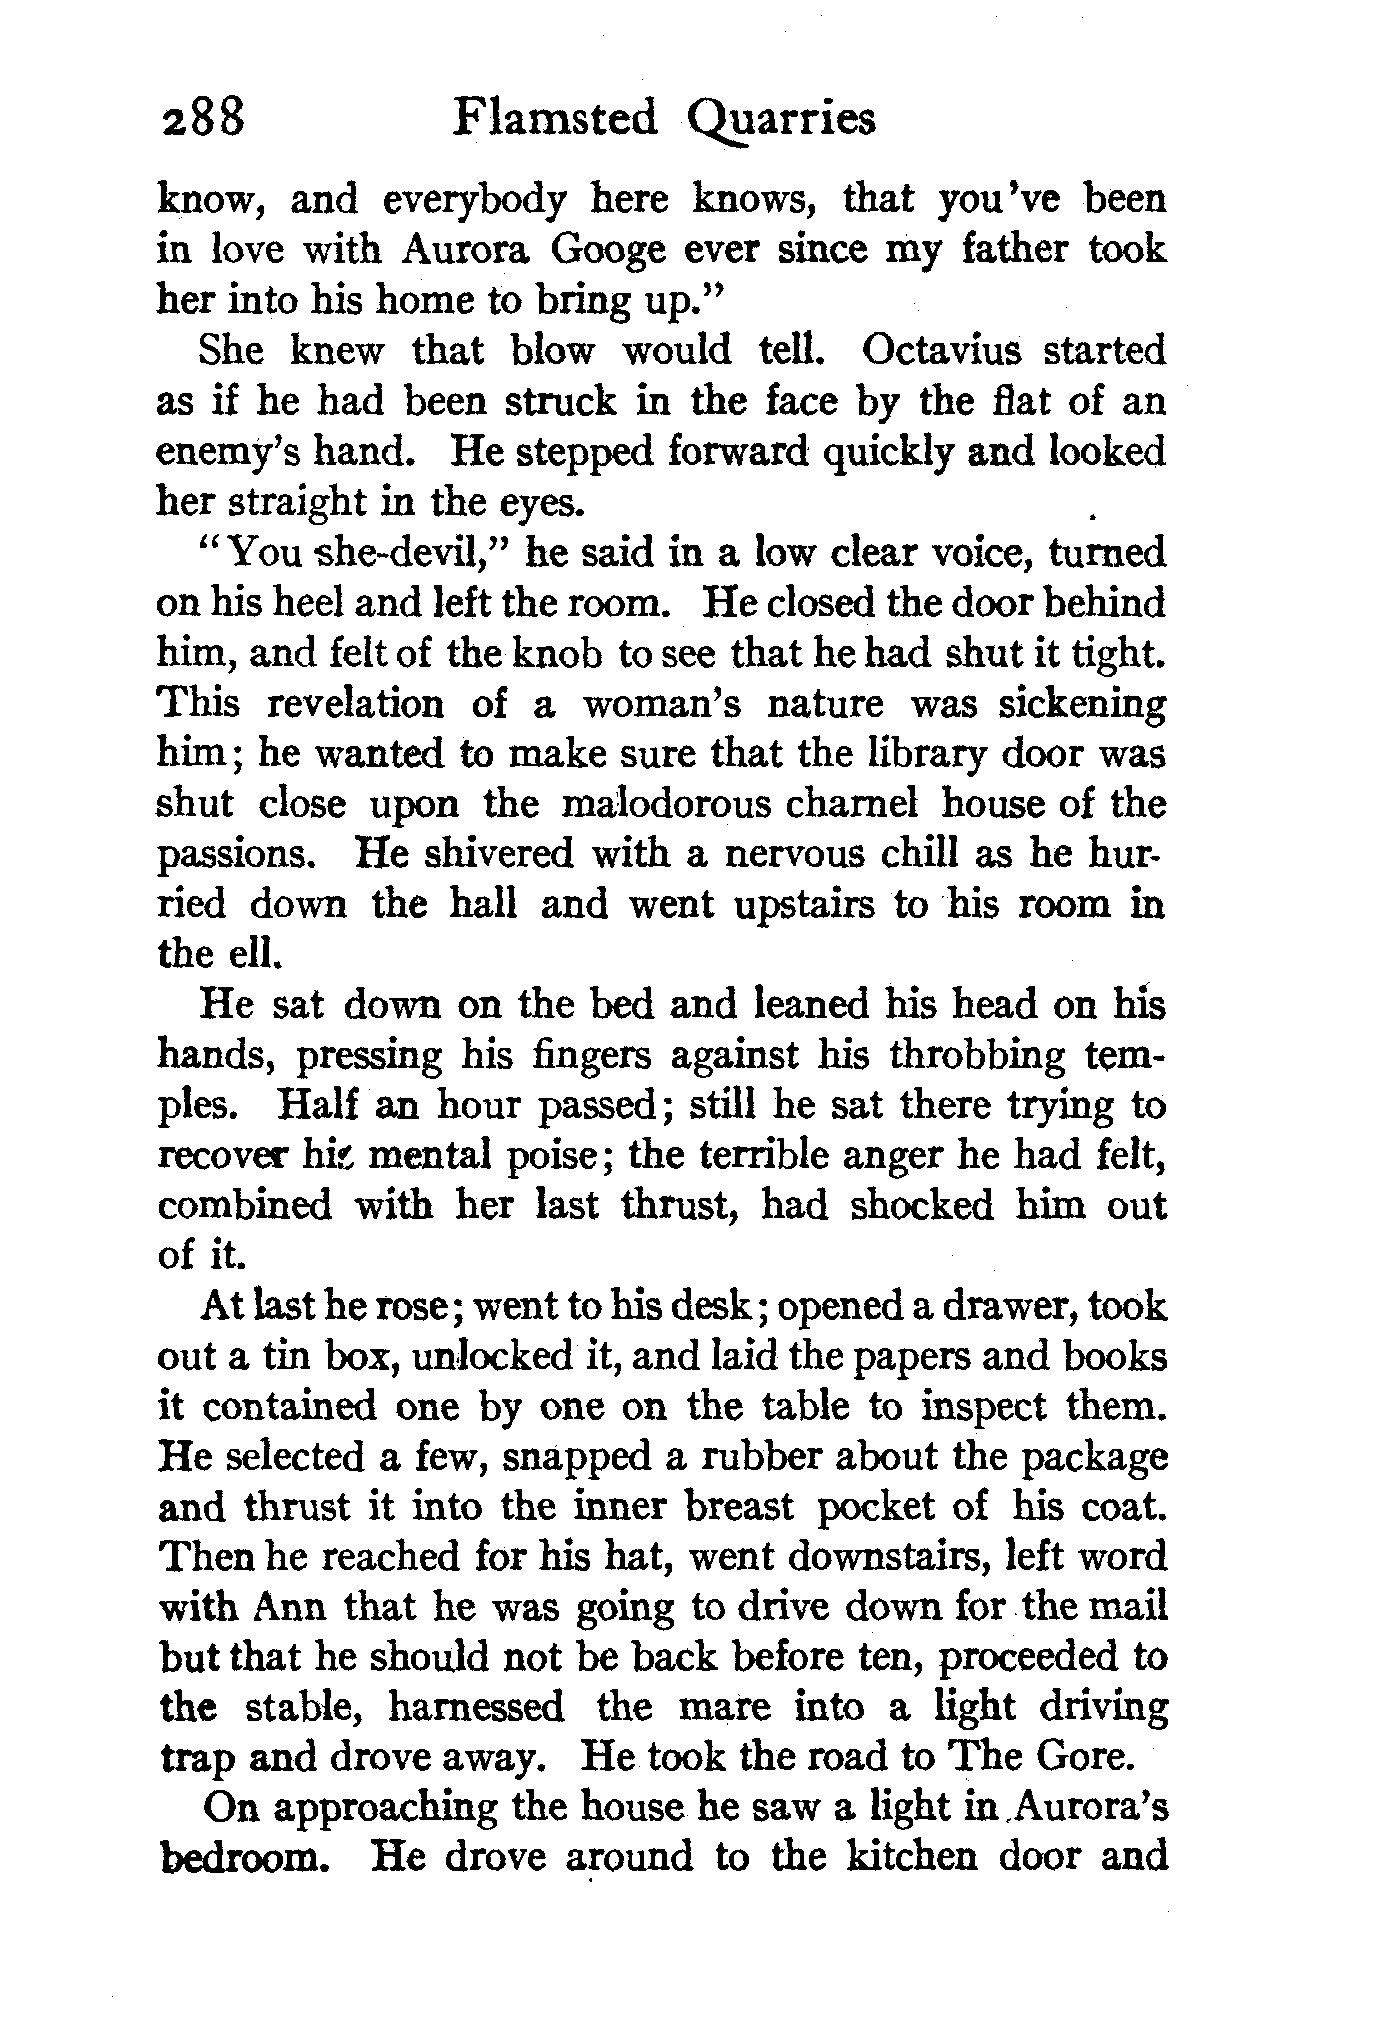 288 Flamsted Quarries
know, and everybody here knows, that you've been
in love with Aurora Googe ever since my father took
her into his home to bring up."
She knew that blow would tell. Octavius started
as if he had been struck in the face by the flat of an
enemy's hand. He stepped forward quickly and looked
her straight in the eyes.
"You she-devil," he said in a low clear voice, turned
on his heel and left the room. He closed the door behind
him, and felt of the knob to see that he had shut it tight.
This revelation of a woman's nature was sickening
him; he wanted to make sure that the library door was
shut close upon the malodorous charnel house of the
passions. He shivered with a nervous chill as he hur-
ried down the hall and went upstairs to his room in
the ell.
He sat down on the bed and leaned his head on his
hands, pressing his fingers against his throbbing tem-
ples. Half an hour passed; still he sat there trying to
recover his mental poise; the terrible anger he had felt,
combined with her last thrust, had shocked him out
of it.
At last he rose; went to his desk; opened a drawer, took
out a tin box, unlocked it, and laid the papers and books
it contained one by one on the table to inspect them.
He selected a few, snapped a rubber about the package
and thrust it into the inner breast pocket of his coat.
Then he reached for his hat, went downstairs, left word
with Ann that he was going to drive down for the mail
but that he should not be back before ten, proceeded to
the stable, harnessed the mare into a light driving
trap and drove away. He took the road to The Gore.
On approaching the house he saw a light in Aurora's
bedroom. He drove around to the kitchen door and